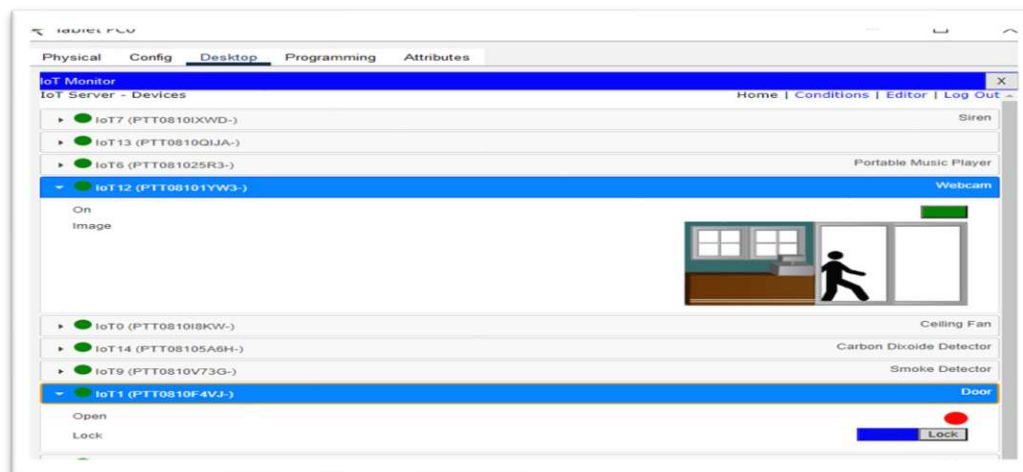 Tablet PC0
Physical Config Desktop Programming Attributes
IoT Monitor X
IoT Server - Devices Home | Conditions | Editor | Log Out
IoT7 (PTT0810IXWD-) Siren
IoT13 (PTT0810QIJA-)
IoT6 (PTT081025R3-) Portable Music Player
IoT12 (PTT08101YW3-) Webcam
On
Image
IoT0 (PTT0810I8KW-) Ceiling Fan
IoT14 (PTT08105A6H-) Carbon Dixoide Detector
IoT9 (PTT0810V73G-) Smoke Detector
IoT1 (PTT0810F4VJ-) Door
Open
Lock Lock